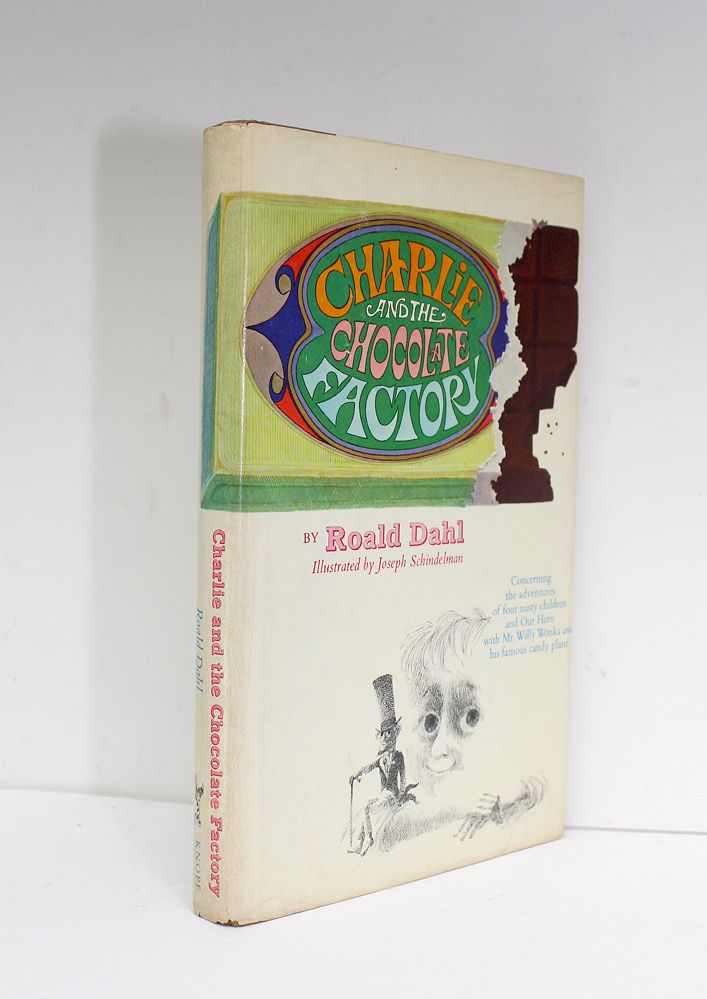 CHARLIE
AND THE
CHOCOLATE
FACTORY
BY Roald Dahl
Illustrated by Joseph Schindelman
Concerning
the adventures
of four nasty children
and Our Hero
with Mr. Willy Wonka and
his famous candy plant
Charlie and the Chocolate Factory
Roald Dahl
KNOPF